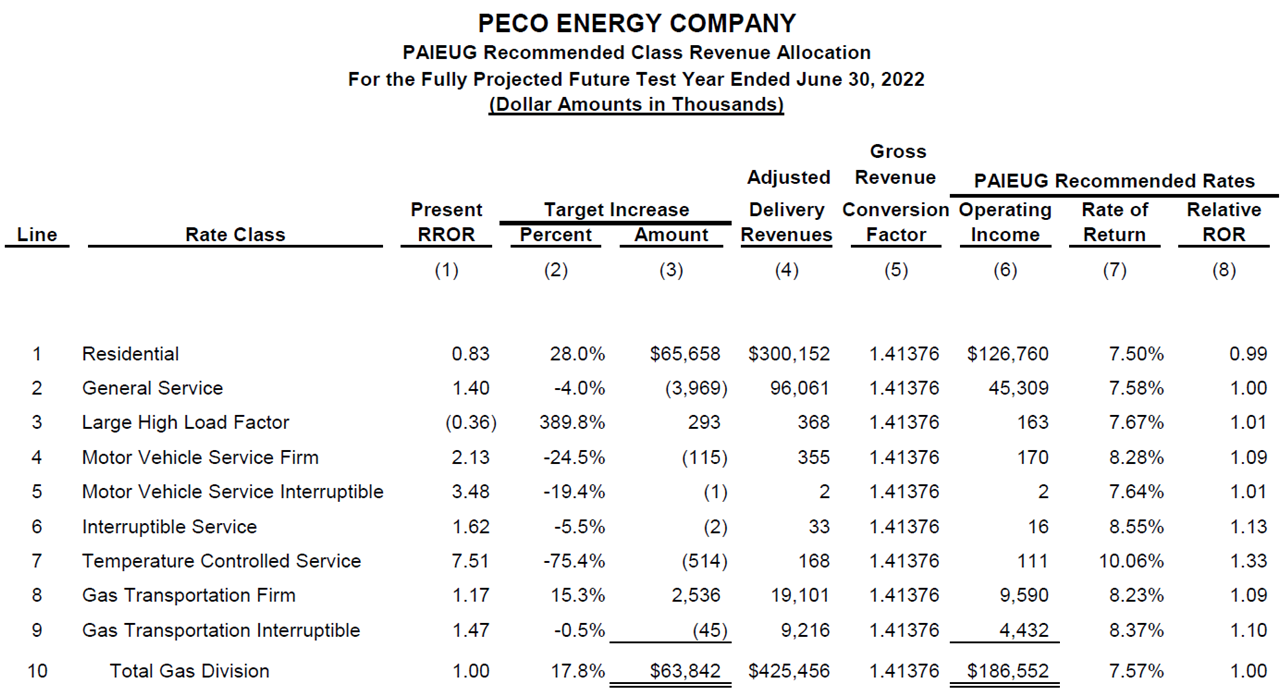 PECO ENERGY COMPANY
PAIEUG Recommended Class Revenue Allocation
For the Fully Projected Future Test Year Ended June 30, 2022
(Dollar Amounts in Thousands)
Gross
Adjusted Revenue PAIEUG Recommended Rates
Present Target Increase Delivery Conversion Operating Rate of Relative
Line Rate Class RROR Percent Amount Revenues Factor Income Return ROR
(1) (2) (3) (4) (5) (6) (7) (8)
1 Residential 0.83 28.0% $65,658 $300,152 1.41376 $126,760 7.50% 0.99
2 General Service 1.40 -4.0% (3,969) 96,061 1.41376 45,309 7.58% 1.00
3 Large High Load Factor (0.36) 389.8% 293 368 1.41376 163 7.67% 1.01
4 Motor Vehicle Service Firm 2.13 -24.5% (115) 355 1.41376 170 8.28% 1.09
5 Motor Vehicle Service Interruptible 3.48 -19.4% (1) 2 1.41376 2 7.64% 1.01
6 Interruptible Service 1.62 -5.5% (2) 33 1.41376 16 8.55% 1.13
7 Temperature Controlled Service 7.51 -75.4% (514) 168 1.41376 111 10.06% 1.33
8 Gas Transportation Firm 1.17 15.3% 2,536 19,101 1.41376 9,590 8.23% 1.09
9 Gas Transportation Interruptible 1.47 -0.5% (45) 9,216 1.41376 4,432 8.37% 1.10
10 Total Gas Division 1.00 17.8% $63,842 $425,456 1.41376 $186,552 7.57% 1.00